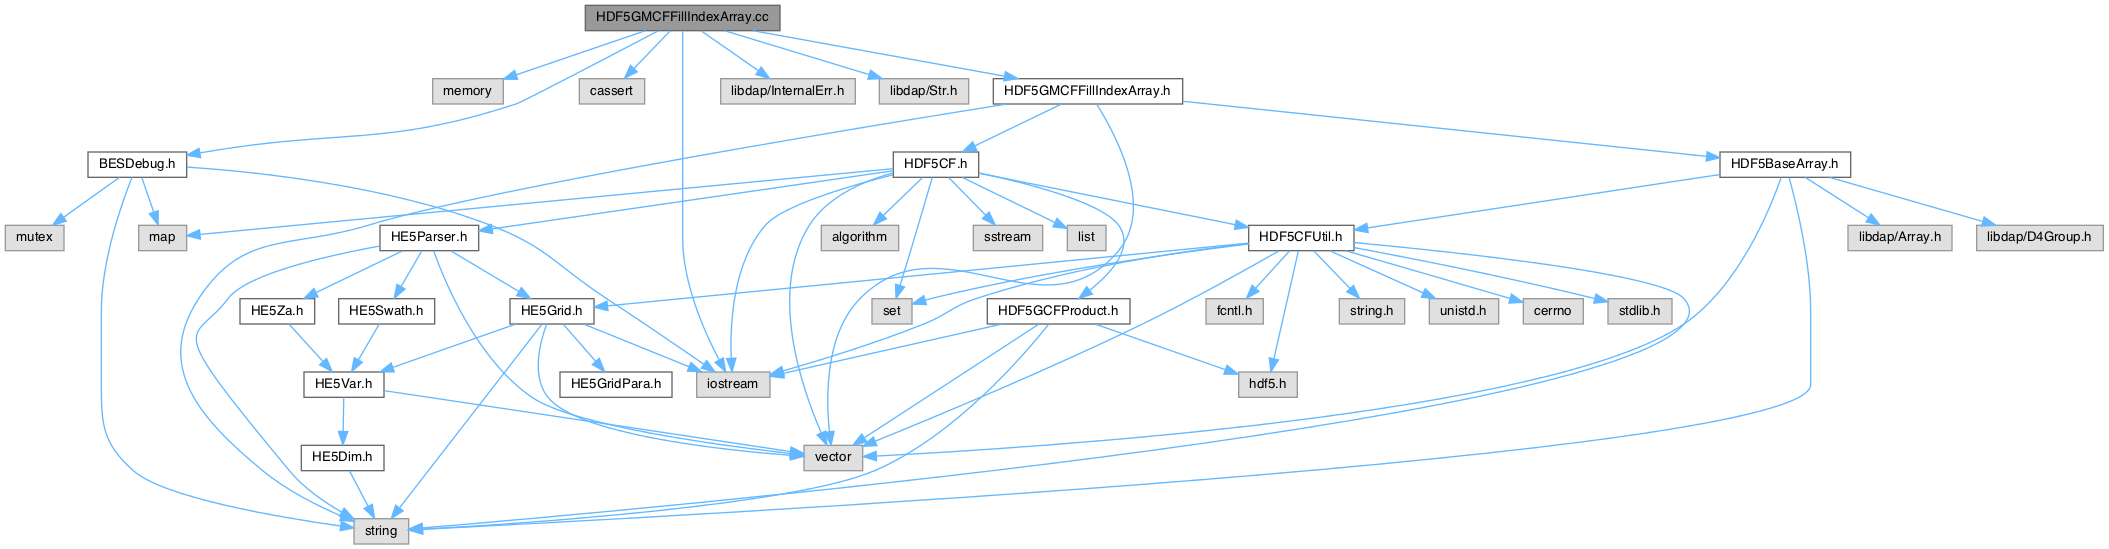 HDF5GMCFFillIndexArray.cc
memory
cassert
libdap/InternalErr.h
libdap/Str.h
HDF5GMCFFillIndexArray.h
BESDebug.h
HDF5CF.h
HDF5BaseArray.h
mutex
map
HE5Parser.h
algorithm
sstream
list
HDF5CFUtil.h
libdap/Array.h
libdap/D4Group.h
HE5Za.h
HE5Swath.h
HE5Grid.h
set
HDF5GCFProduct.h
fcntl.h
string.h
unistd.h
cerrno
stdlib.h
HE5Var.h
HE5GridPara.h
iostream
hdf5.h
HE5Dim.h
vector
string